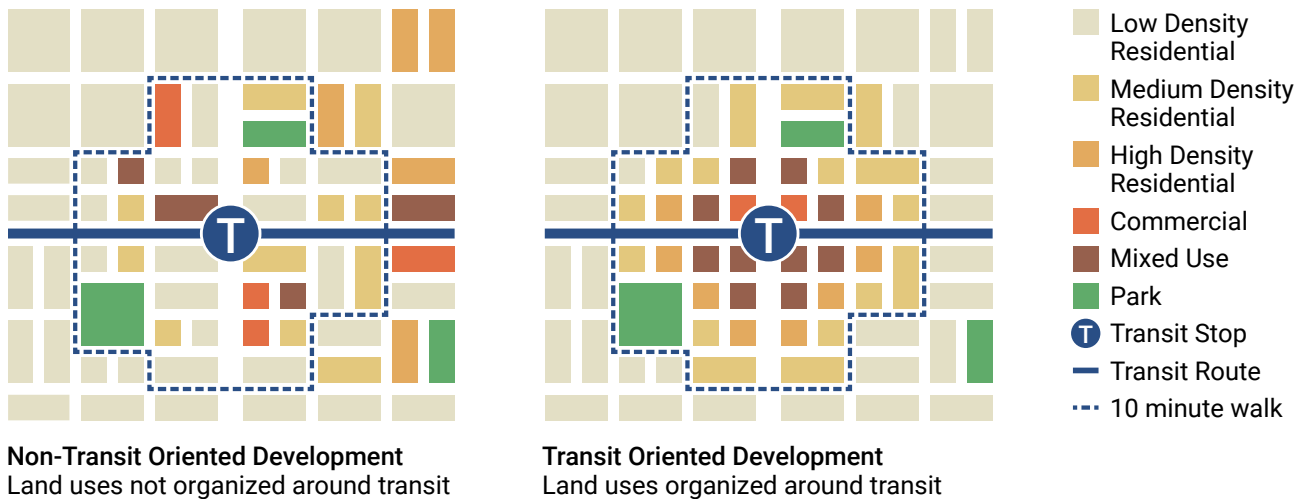 Low Density
Residential
Medium Density
Residential
High Density
Residential
Commercial
Mixed Use
Park
T
T
T Transit Stop
Transit Route
10 minute walk
Non-Transit Oriented Development
Land uses not organized around transit
Transit Oriented Development
Land uses organized around transit